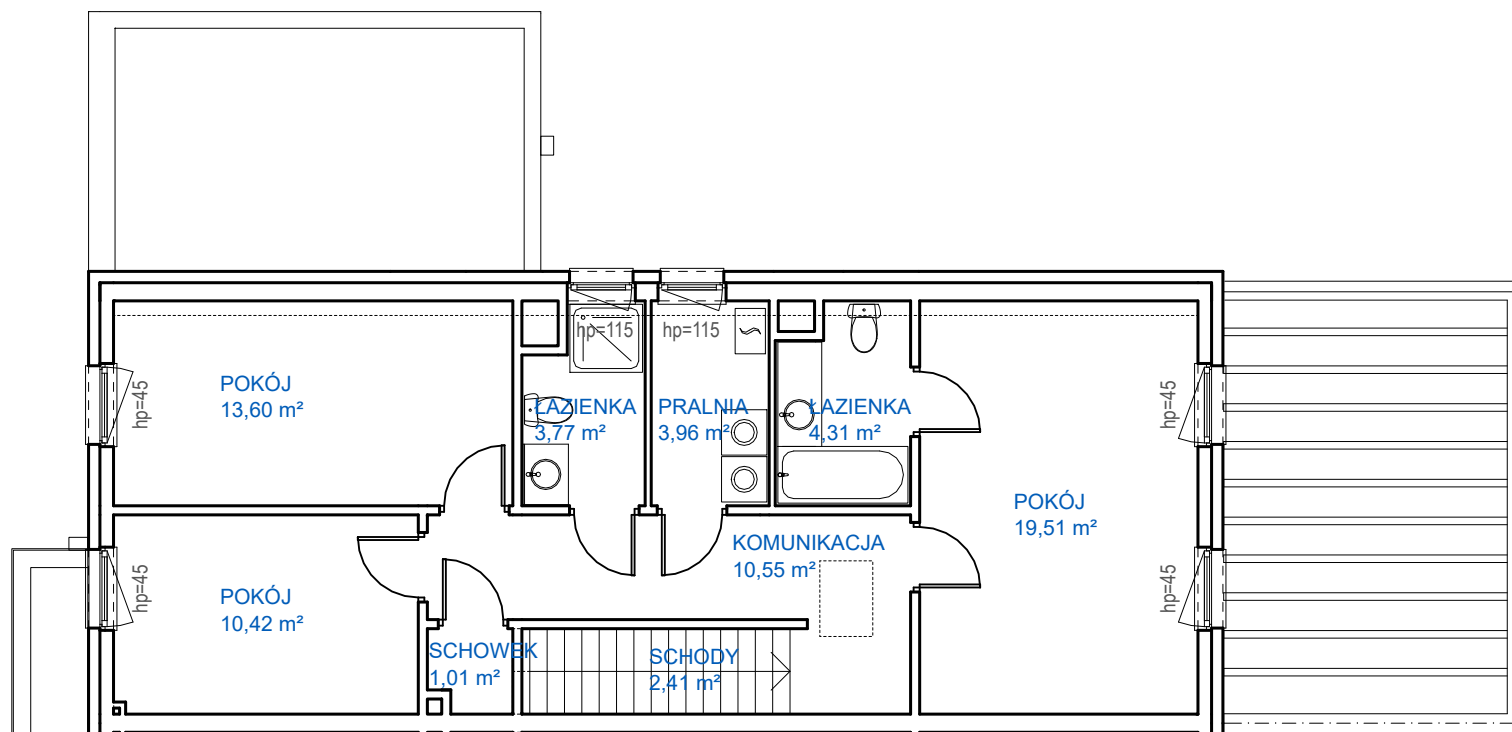 POKÓJ
13,60 m²
hp=45
hp=115
hp=115
ŁAZIENKA
3,77 m²
PRALNIA
3,96 m²
ŁAZIENKA
4,31 m²
hp=45
POKÓJ
19,51 m²
KOMUNIKACJA
10,55 m²
POKÓJ
10,42 m²
hp=45
hp=45
SCHOWEK
1,01 m²
SCHODY
2,41 m²